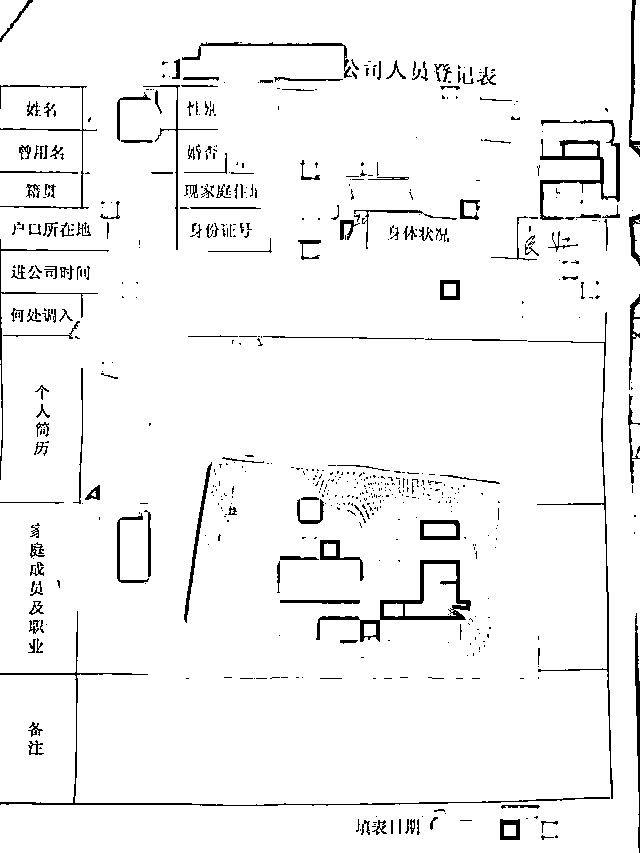 公司人员登记表
姓名 性别
曾用名 婚否
籍贯 现家庭住址
户口所在地 身份证号 身体状况 良好
进公司时间
何处调入
个人简历
家庭成员及职业
备注
填表日期